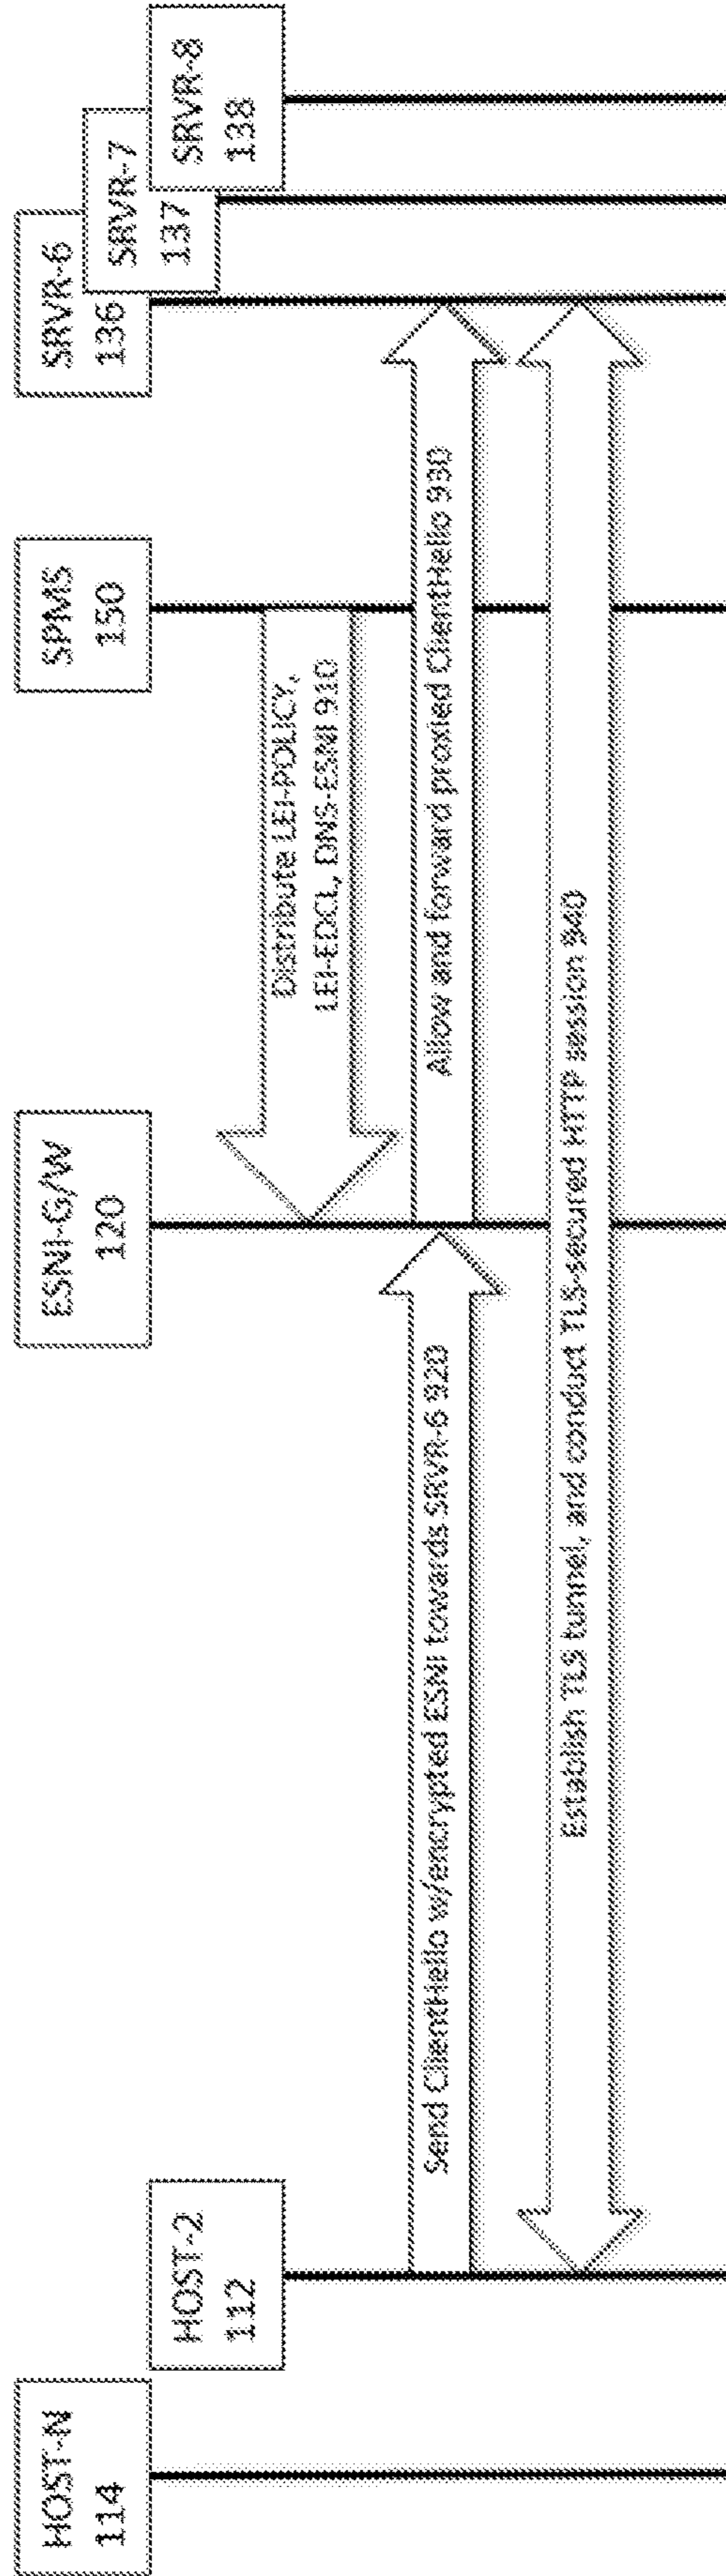 HOST-N
114
HOST-2
112
ESNI-G/W
120
SPMS
150
SRVR-6
136
SRVR-7
137
SRVR-8
138
Distribute LEI-POLICY,
LEI-EDCL, DNS-ESNI 910
Send ClientHello w/encrypted ESNI towards SRVR-6 920
Allow and forward proxied ClientHello 930
Establish TLS tunnel, and conduct TLS-secured HTTP session 940